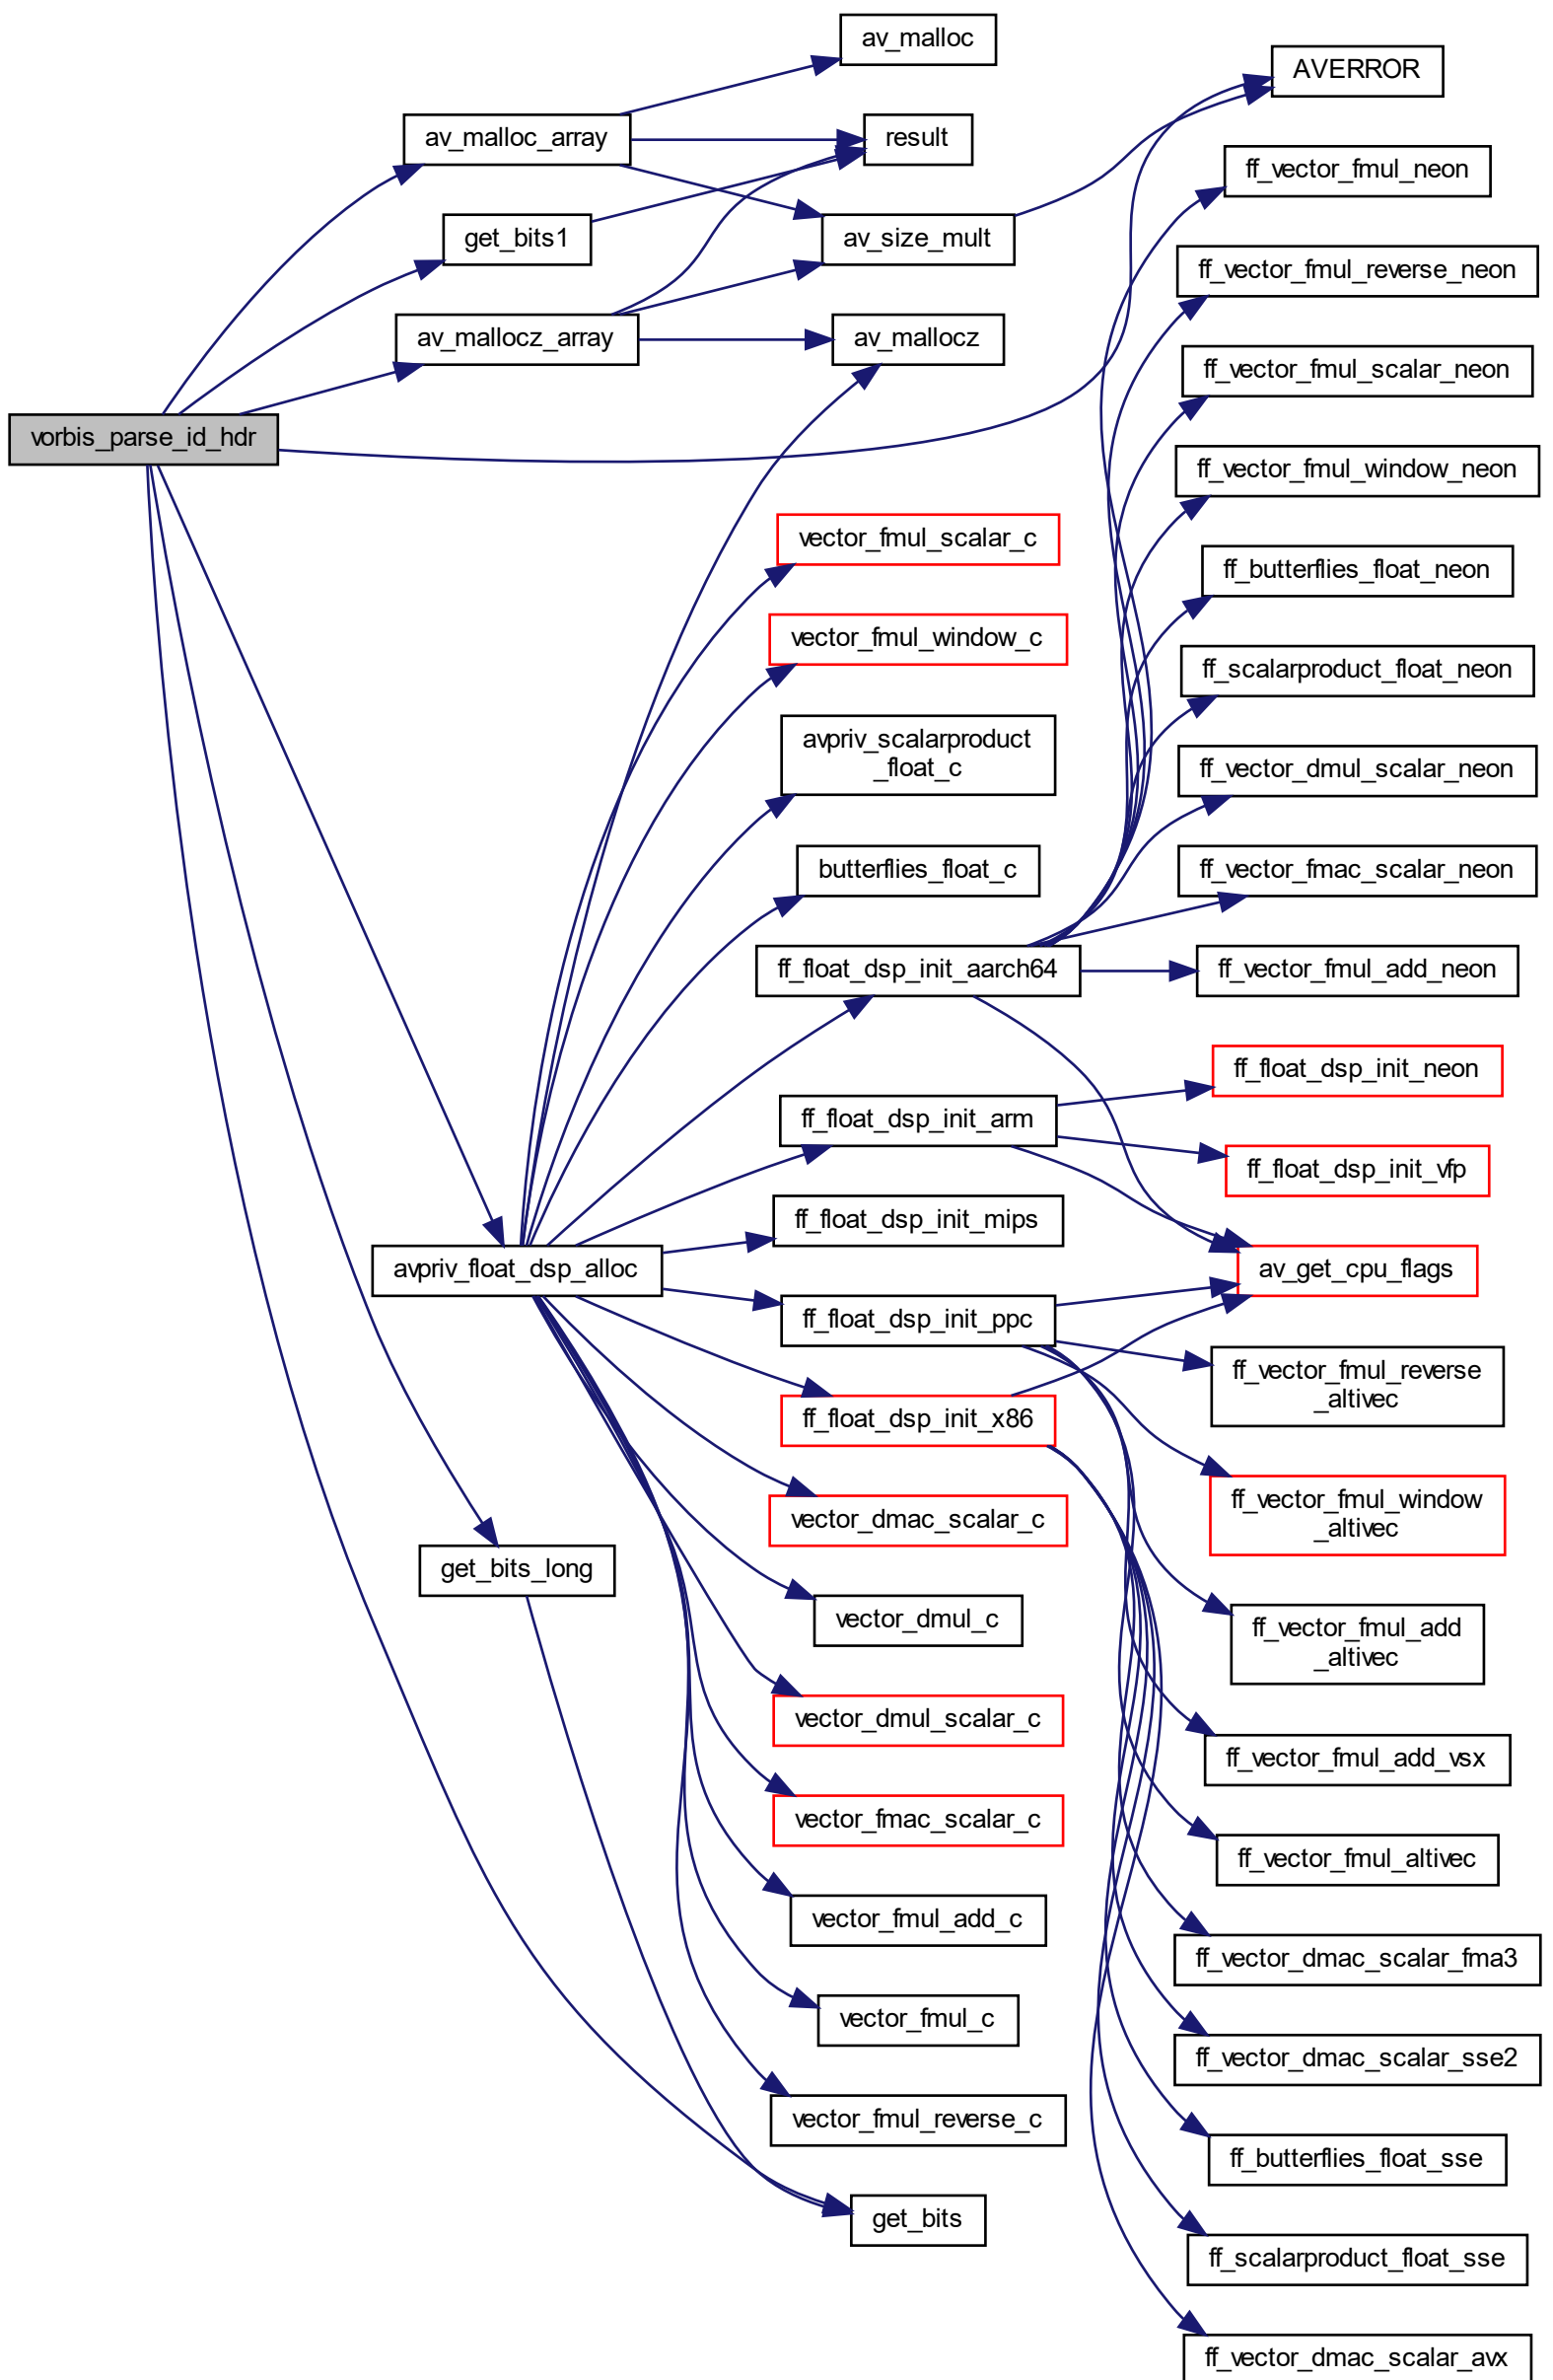 av_malloc
AVERROR
av_malloc_array
result
ff_vector_fmul_neon
get_bits1
av_size_mult
ff_vector_fmul_reverse_neon
av_mallocz_array
av_mallocz
ff_vector_fmul_scalar_neon
vorbis_parse_id_hdr
ff_vector_fmul_window_neon
vector_fmul_scalar_c
ff_butterflies_float_neon
vector_fmul_window_c
ff_scalarproduct_float_neon
avpriv_scalarproduct
_float_c
ff_vector_dmul_scalar_neon
butterflies_float_c
ff_vector_fmac_scalar_neon
ff_float_dsp_init_aarch64
ff_vector_fmul_add_neon
ff_float_dsp_init_neon
ff_float_dsp_init_arm
ff_float_dsp_init_vfp
ff_float_dsp_init_mips
avpriv_float_dsp_alloc
av_get_cpu_flags
ff_float_dsp_init_ppc
ff_vector_fmul_reverse
_altivec
ff_float_dsp_init_x86
ff_vector_fmul_window
_altivec
vector_dmac_scalar_c
get_bits_long
vector_dmul_c
ff_vector_fmul_add
_altivec
vector_dmul_scalar_c
ff_vector_fmul_add_vsx
vector_fmac_scalar_c
ff_vector_fmul_altivec
vector_fmul_add_c
ff_vector_dmac_scalar_fma3
vector_fmul_c
ff_vector_dmac_scalar_sse2
vector_fmul_reverse_c
ff_butterflies_float_sse
get_bits
ff_scalarproduct_float_sse
ff_vector_dmac_scalar_avx